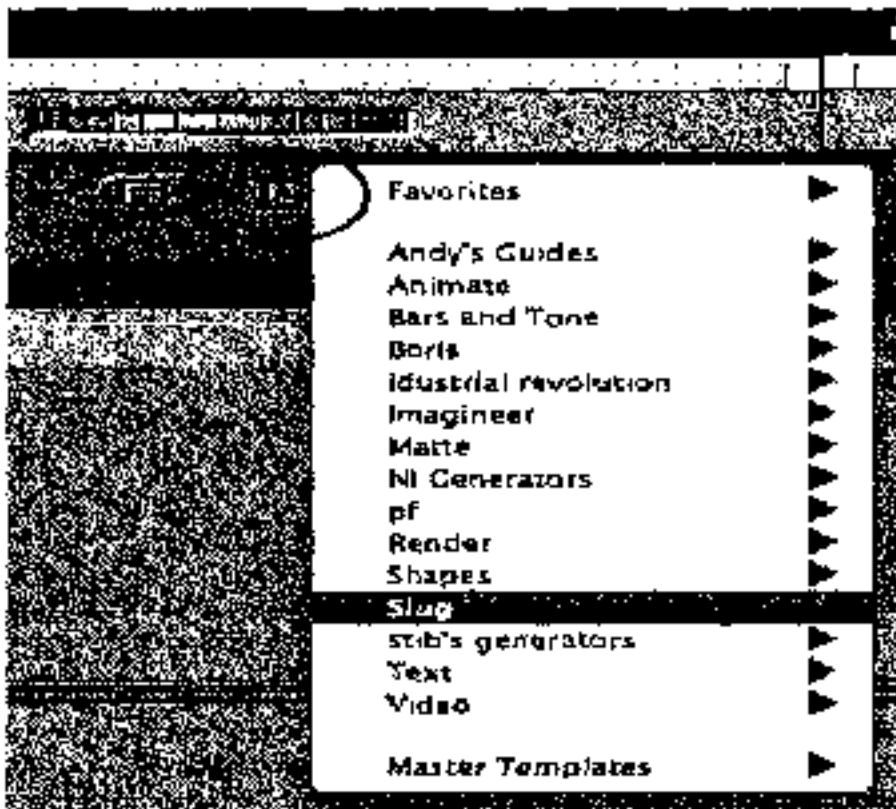 Favorites
Andy's Guides
Animate
Bars and Tone
Boris
idustrial revolution
Imagineer
Matte
NI Generators
pf
Render
Shapes
Slug
stib's generators
Text
Video
Master Templates